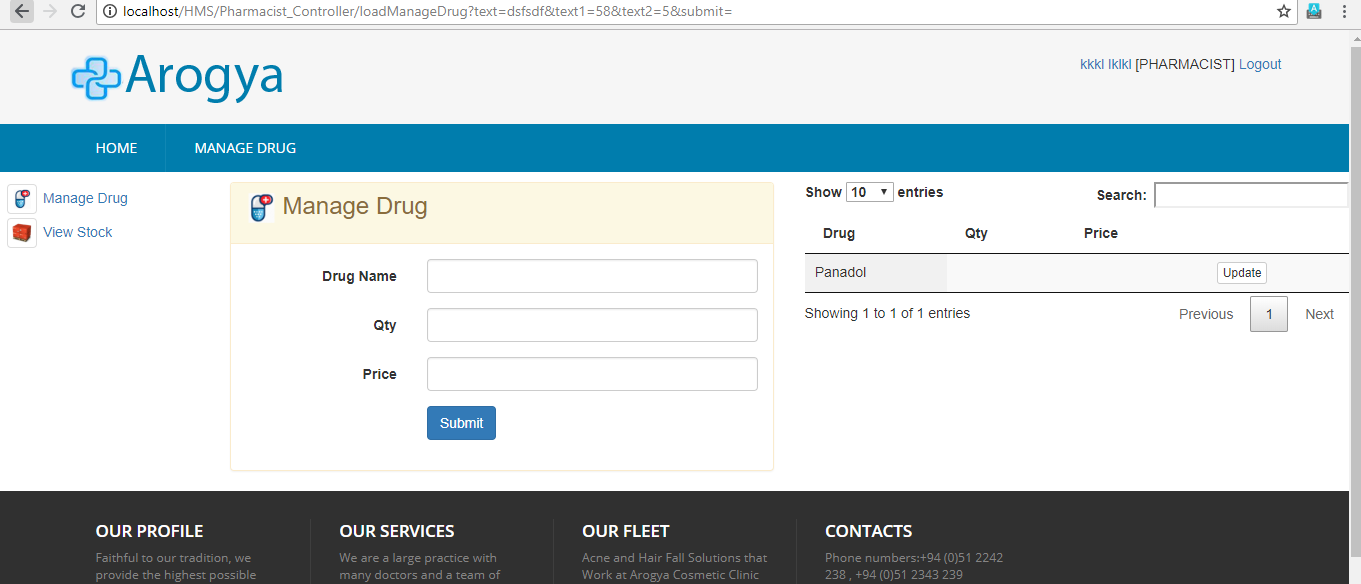 localhost/HMS/Pharmacist_Controller/loadManageDrug?text=dsfsdf&text1=58&text2=5&submit=
Arogya
kkkl lklkl [PHARMACIST] Logout
HOME
MANAGE DRUG
Manage Drug
View Stock
Manage Drug
Drug Name
Qty
Price
Submit
Show 10 entries
Search:
Drug Qty Price
Panadol Update
Showing 1 to 1 of 1 entries
Previous 1 Next
OUR PROFILE
Faithful to our tradition, we
provide the highest possible
OUR SERVICES
We are a large practice with
many doctors and a team of
OUR FLEET
Acne and Hair Fall Solutions that
Work at Arogya Cosmetic Clinic
CONTACTS
Phone numbers:+94 (0)51 2242
238 , +94 (0)51 2343 239